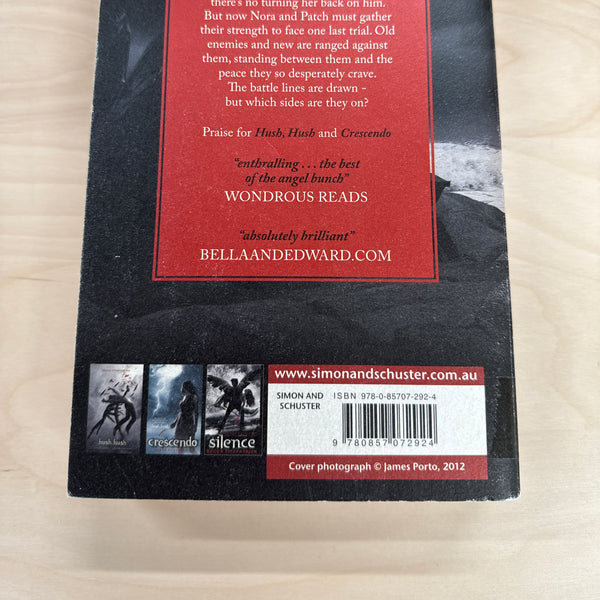 there's no turning her back on him.
But now Nora and Patch must gather
their strength to face one last trial. Old
enemies and new are ranged against
them, standing between them and the
peace they so desperately crave.
The battle lines are drawn -
but which sides are they on?
Praise for Hush, Hush and Crescendo
"enthralling . . . the best
of the angel bunch"
WONDROUS READS
"absolutely brilliant"
BELLAANDEDWARD.COM
hush, hush
crescendo
silence
BECCA FITZPATRICK
www.simonandschuster.com.au
SIMON AND
SCHUSTER
ISBN 978-0-85707-292-4
9 780857 072924
Cover photograph © James Porto, 2012